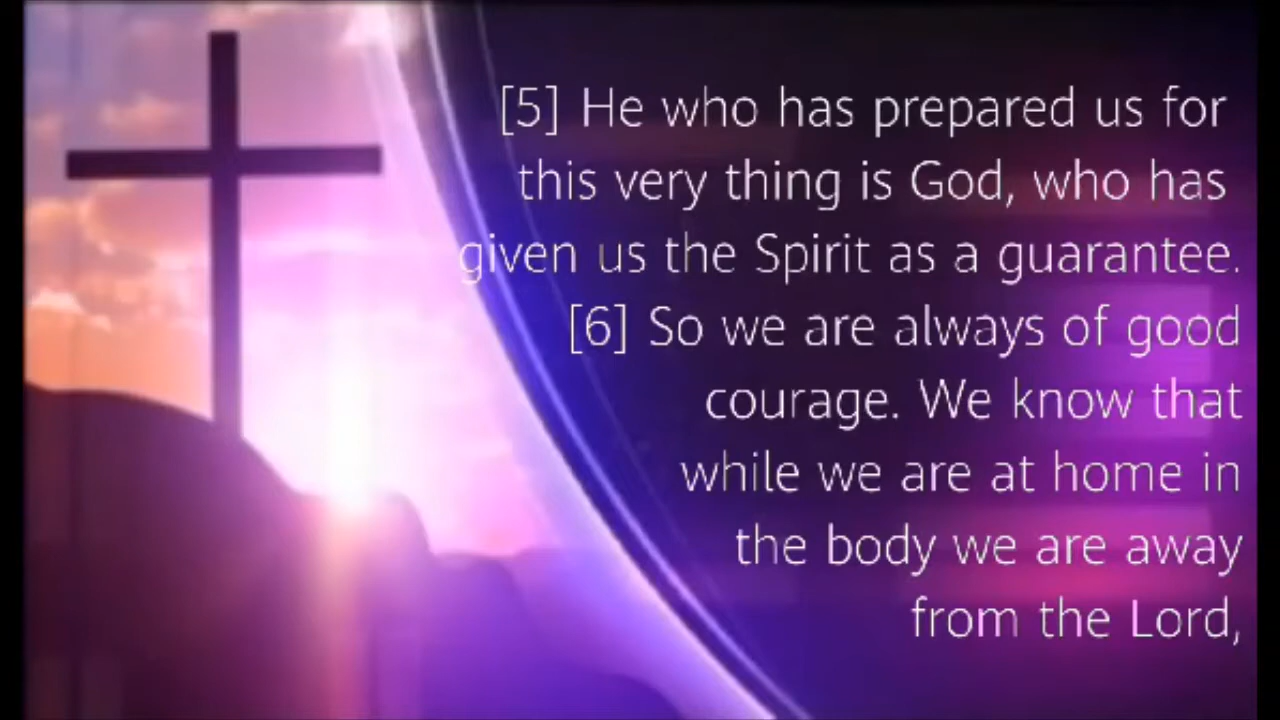 [5] He who has prepared us for
this very thing is God, who has
given us the Spirit as a guarantee.
[6] So we are always of good
courage. We know that
while we are at home in
the body we are away
from the Lord,